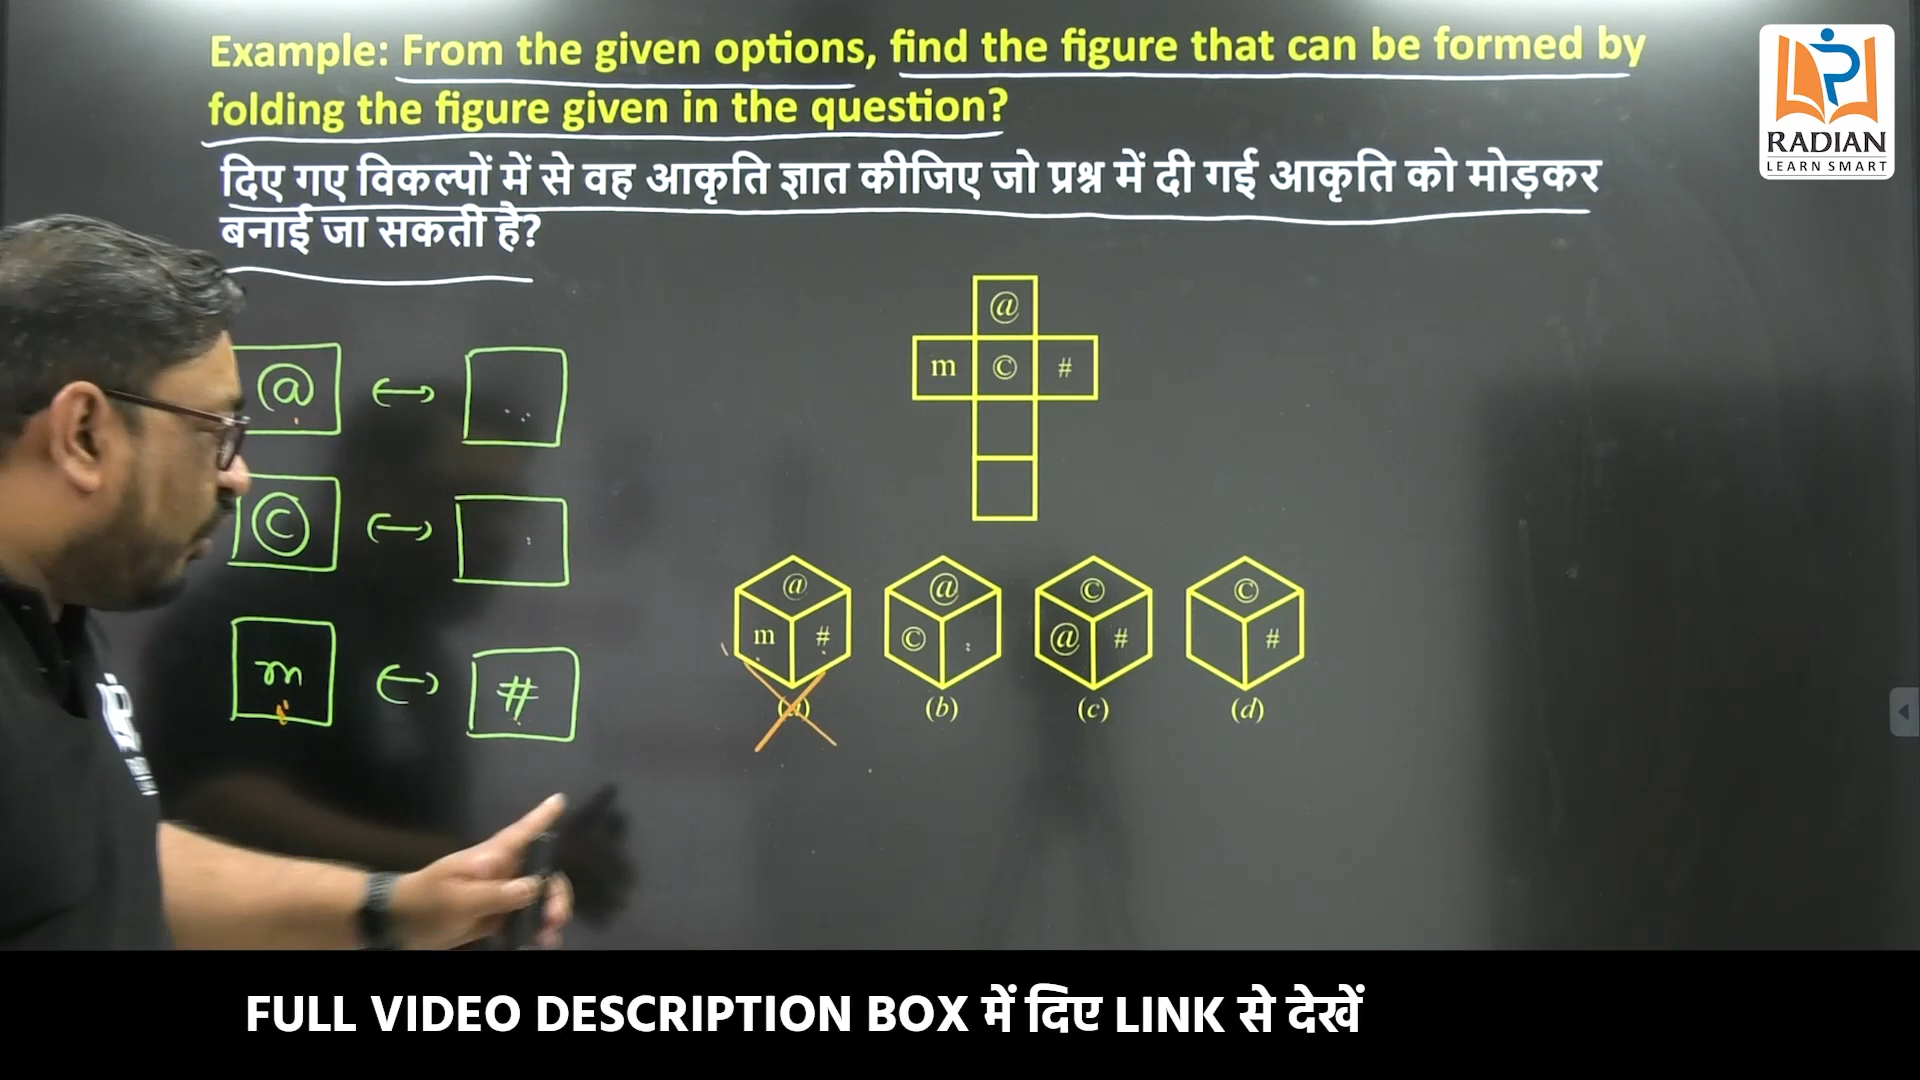 Example: From the given options, find the figure that can be formed by
folding the figure given in the question?
दिए गए विकल्पों में से वह आकृति ज्ञात कीजिए जो प्रश्न में दी गई आकृति को मोड़कर
बनाई जा सकती है?
RADIAN
LEARN SMART
@
m © #
@ ↔
© ↔
m ↔ #
@ @ © ©
m # © @ # #
(a) (b) (c) (d)
FULL VIDEO DESCRIPTION BOX में दिए LINK से देखें